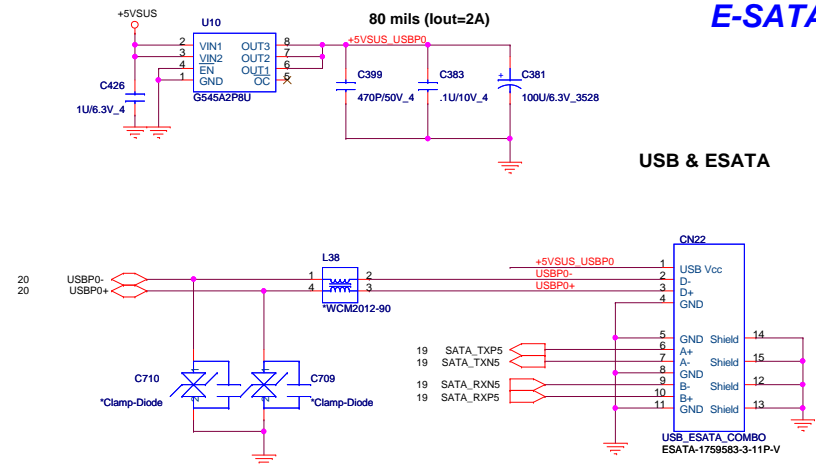 E-SATA
+5VSUS
U10
80 mils (Iout=2A)
2 VIN1 OUT3 8
3 VIN2 OUT2 7
4 EN OUT1 6
1 GND OC 5
G545A2P8U
+5VSUS_USBP0
C426
1U/6.3V_4
C399
470P/50V_4
C383
.1U/10V_4
+
C381
100U/6.3V_3528
USB & ESATA
CN22
L38
20 USBP0-
20 USBP0+
1 2
4 3
*WCM2012-90
+5VSUS_USBP0
USBP0-
USBP0+
1 USB Vcc
2 D-
3 D+
4 GND
5 GND Shield 14
6 A+
7 A- Shield 15
8 GND
9 B- Shield 12
10 B+
11 GND Shield 13
19 SATA_TXP5
19 SATA_TXN5
19 SATA_RXN5
19 SATA_RXP5
C710
*Clamp-Diode
1
2
C709
*Clamp-Diode
1
2
USB_ESATA_COMBO
ESATA-1759583-3-11P-V